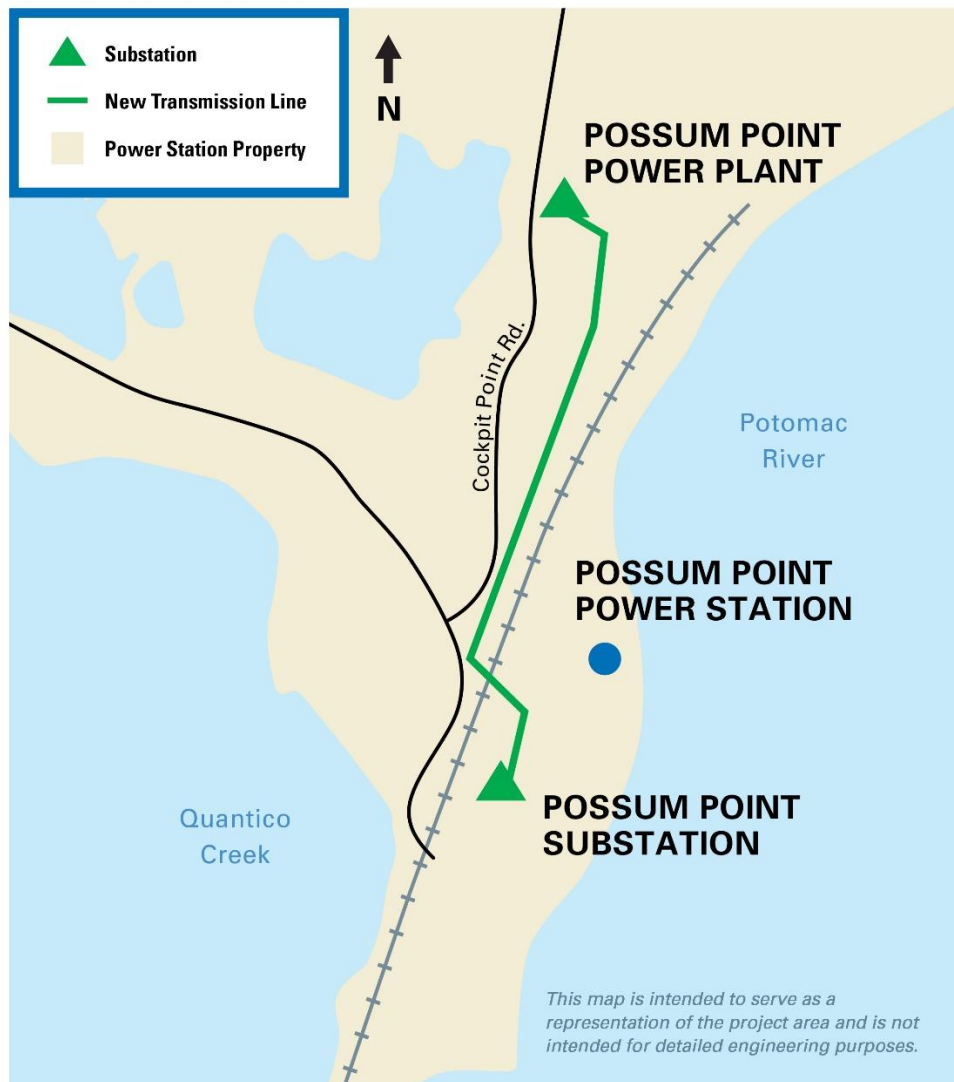 Substation
New Transmission Line
Power Station Property
N
POSSUM POINT
POWER PLANT
Cockpit Point Rd.
Potomac
River
POSSUM POINT
POWER STATION
POSSUM POINT
SUBSTATION
Quantico
Creek
This map is intended to serve as a
representation of the project area and is not
intended for detailed engineering purposes.